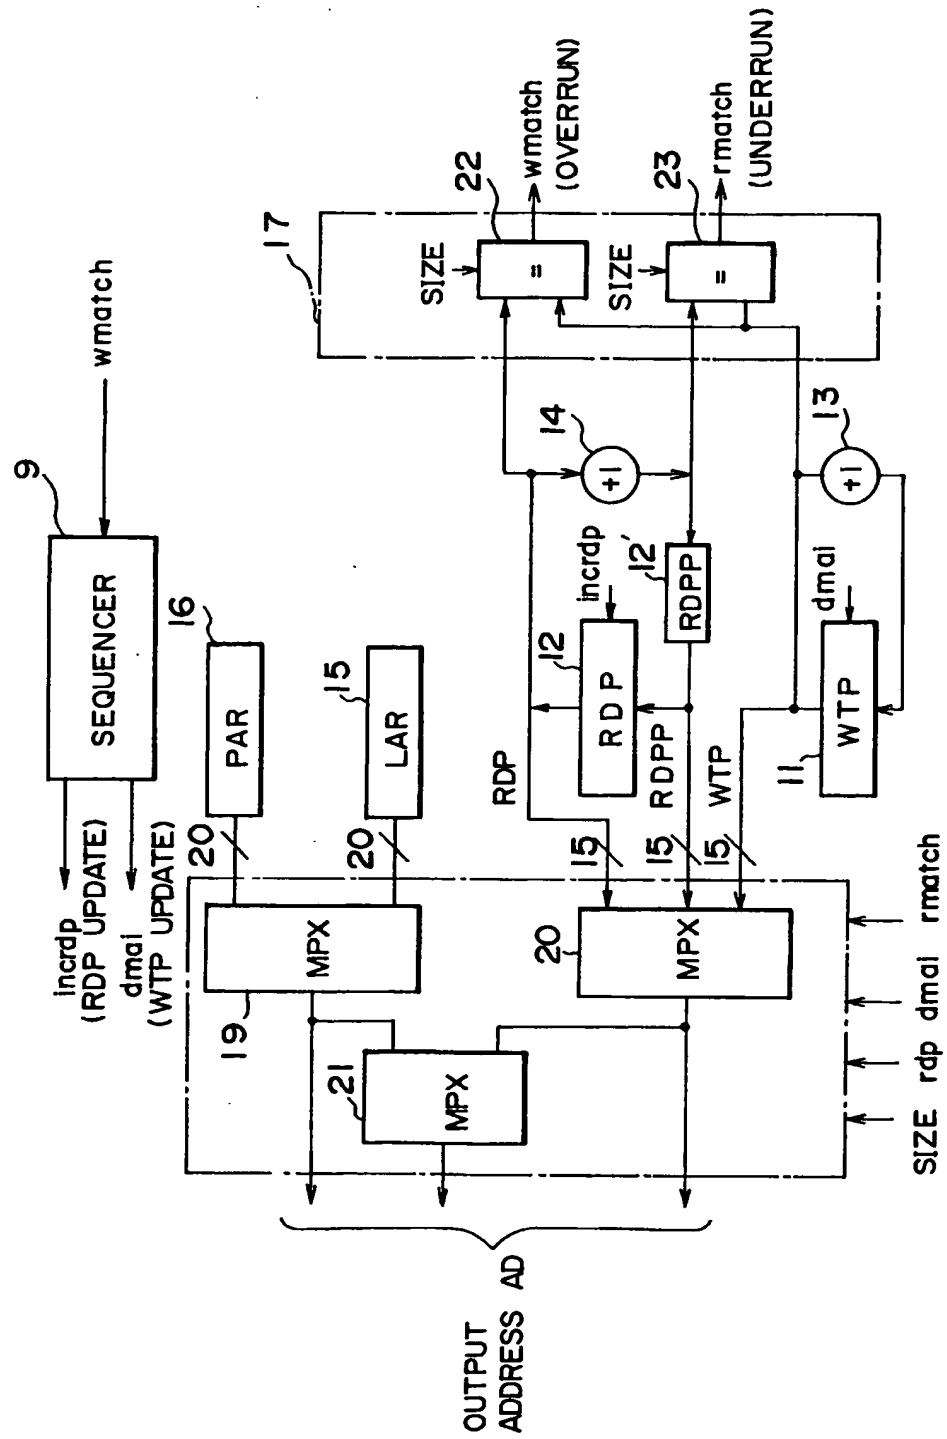 9
SEQUENCER
wmatch
incrdp
(RDP UPDATE)
dmai
(WTP UPDATE)
16
PAR
20
15
LAR
20
19
MPX
21
MPX
20
MPX
OUTPUT
ADDRESS AD
15
15
15
RDP
RDPP
WTP
12
RDP
incrdp
12'
RDPP
11
WTP
dmai
14
+1
13
+1
17
SIZE
22
=
wmatch
(OVERRUN)
SIZE
23
=
rmatch
(UNDERRUN)
SIZE rdp dmai rmatch